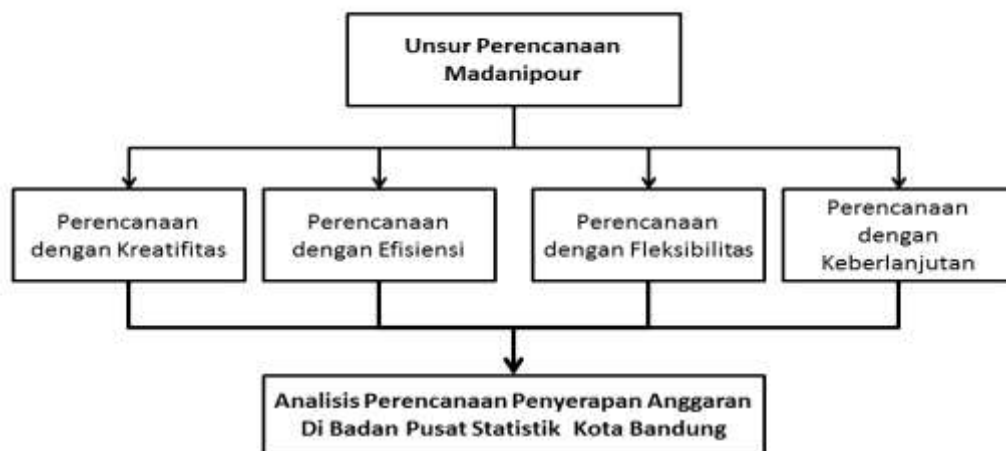 Unsur Perencanaan
Madanipour
Perencanaan
dengan Kreatifitas
Perencanaan
dengan Efisiensi
Perencanaan
dengan Fleksibilitas
Perencanaan
dengan
Keberlanjutan
Analisis Perencanaan Penyerapan Anggaran
Di Badan Pusat Statistik Kota Bandung